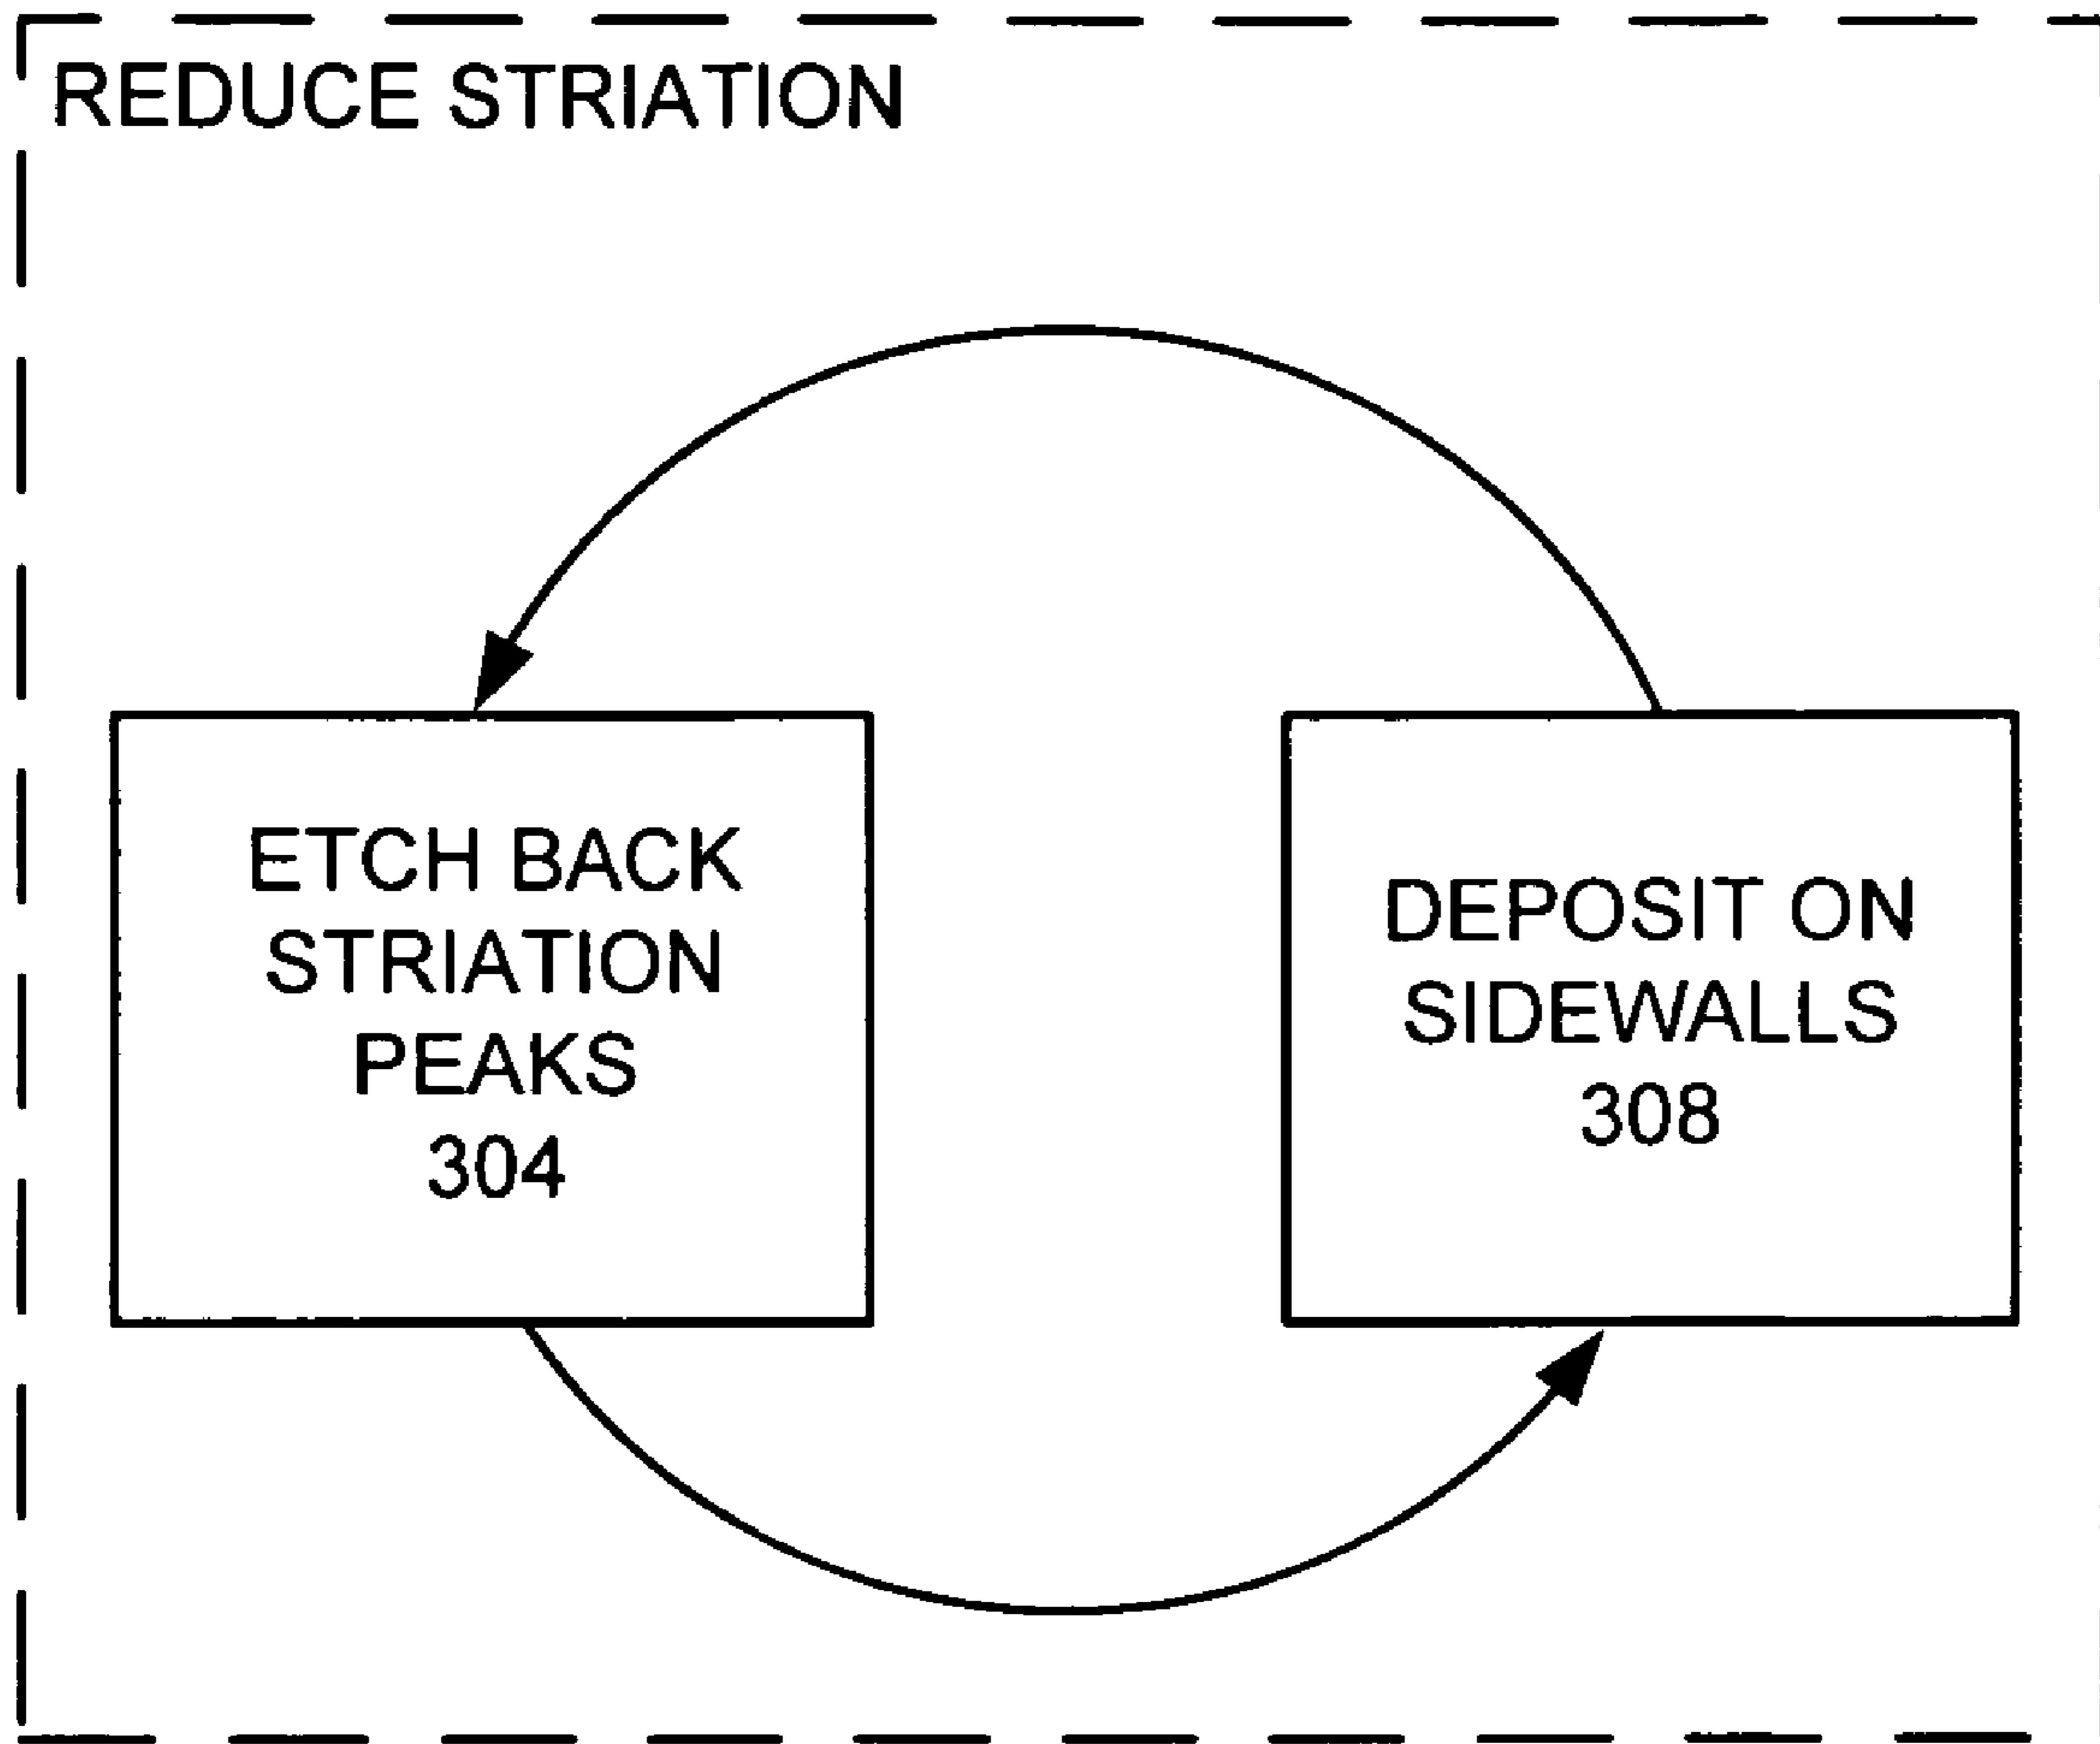 REDUCE STRIATION
ETCH BACK
STRIATION
PEAKS
304
DEPOSIT ON
SIDEWALLS
308